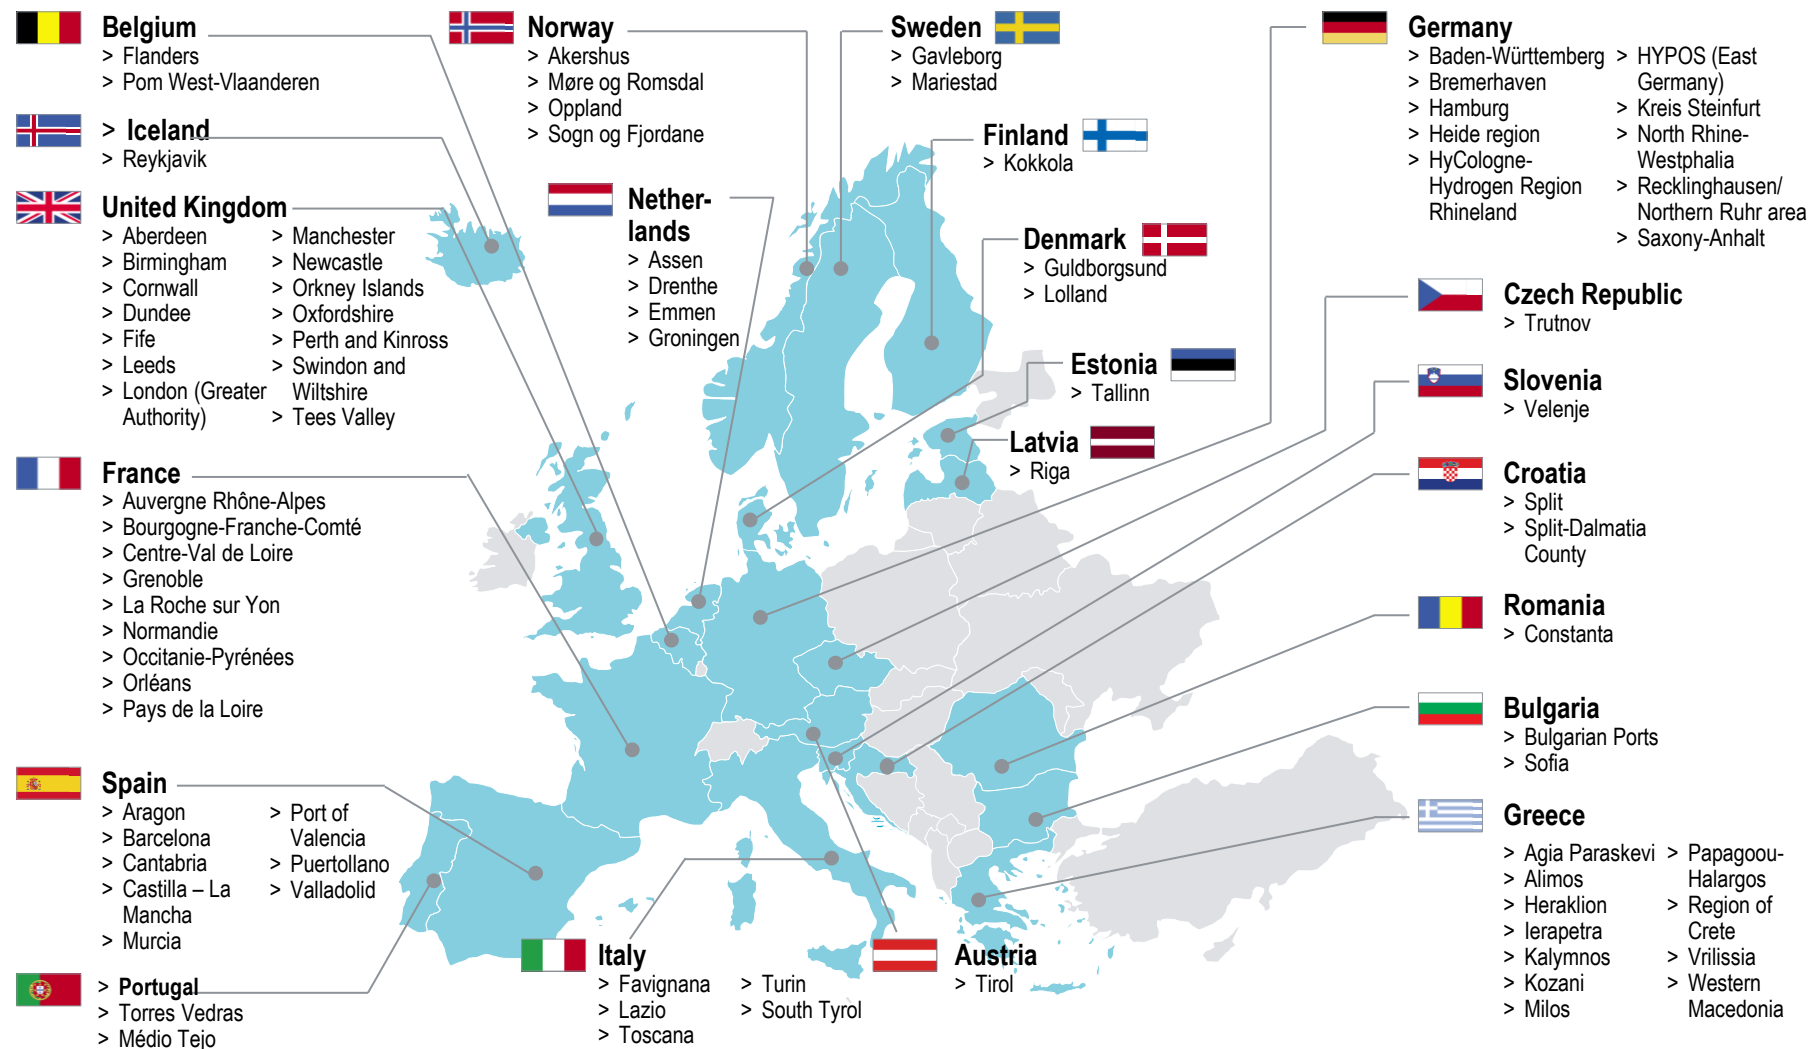 Belgium
> Flanders
> Pom West-Vlaanderen
> Iceland
> Reykjavik
United Kingdom
> Aberdeen
> Birmingham
> Cornwall
> Dundee
> Fife
> Leeds
> London (Greater
Authority)
> Manchester
> Newcastle
> Orkney Islands
> Oxfordshire
> Perth and Kinross
> Swindon and
Wiltshire
> Tees Valley
France
> Auvergne Rhône-Alpes
> Bourgogne-Franche-Comté
> Centre-Val de Loire
> Grenoble
> La Roche sur Yon
> Normandie
> Occitanie-Pyrénées
> Orléans
> Pays de la Loire
Spain
> Aragon
> Barcelona
> Cantabria
> Castilla – La
Mancha
> Murcia
> Port of
Valencia
> Puertollano
> Valladolid
> Portugal
> Torres Vedras
> Médio Tejo
Norway
> Akershus
> Møre og Romsdal
> Oppland
> Sogn og Fjordane
Nether-
lands
> Assen
> Drenthe
> Emmen
> Groningen
Sweden
> Gavleborg
> Mariestad
Finland
> Kokkola
Denmark
> Guldborgsund
> Lolland
Estonia
> Tallinn
Latvia
> Riga
Italy
> Favignana
> Lazio
> Toscana
> Turin
> South Tyrol
Austria
> Tirol
Germany
> Baden-Württemberg
> Bremerhaven
> Hamburg
> Heide region
> HyCologne-
Hydrogen Region
Rhineland
> HYPOS (East
Germany)
> Kreis Steinfurt
> North Rhine-
Westphalia
> Recklinghausen/
Northern Ruhr area
> Saxony-Anhalt
Czech Republic
> Trutnov
Slovenia
> Velenje
Croatia
> Split
> Split-Dalmatia
County
Romania
> Constanta
Bulgaria
> Bulgarian Ports
> Sofia
Greece
> Agia Paraskevi
> Alimos
> Heraklion
> Ierapetra
> Kalymnos
> Kozani
> Milos
> Papagoou-
Halargos
> Region of
Crete
> Vrilissia
> Western
Macedonia